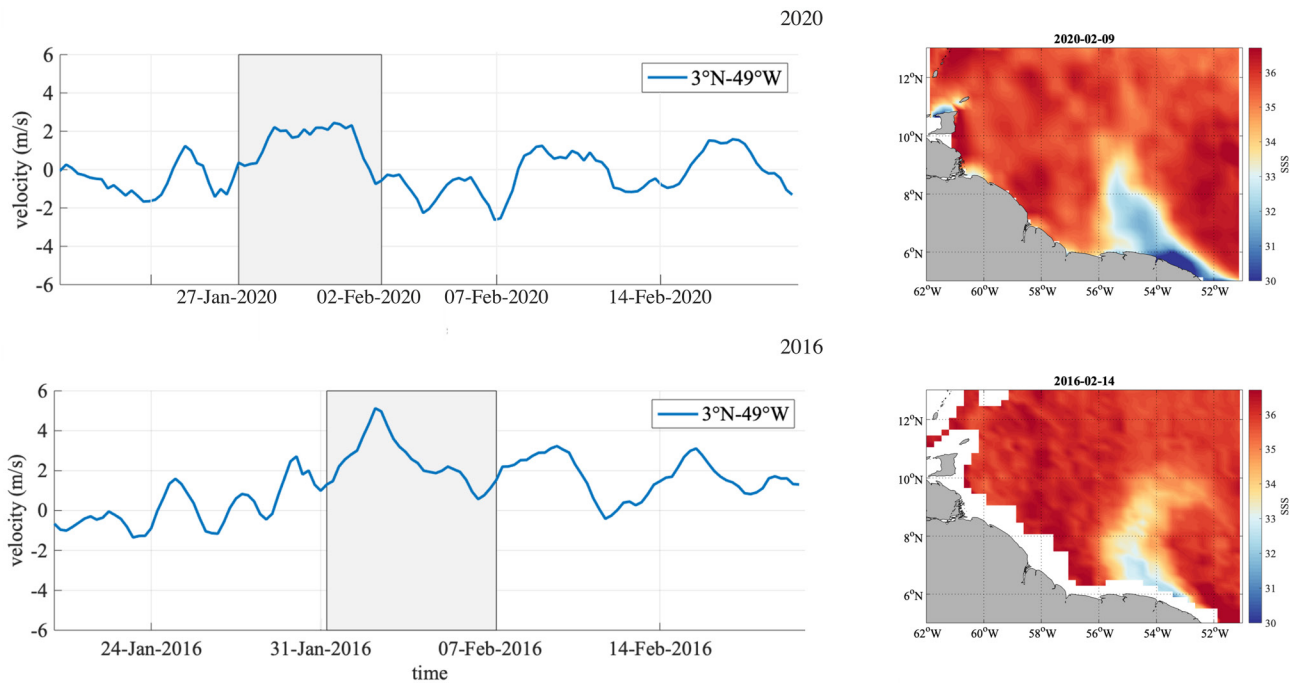 2020
6
4
2
0
-2
-4
-6
velocity (m/s)
3°N-49°W
27-Jan-2020
02-Feb-2020
07-Feb-2020
14-Feb-2020
2020-02-09
12°N
10°N
8°N
6°N
62°W
60°W
58°W
56°W
54°W
52°W
36
35
34
33
32
31
30
SSS
2016
6
4
2
0
-2
-4
-6
velocity (m/s)
3°N-49°W
24-Jan-2016
31-Jan-2016
07-Feb-2016
14-Feb-2016
time
2016-02-14
12°N
10°N
8°N
6°N
62°W
60°W
58°W
56°W
54°W
52°W
36
35
34
33
32
31
30
SSS